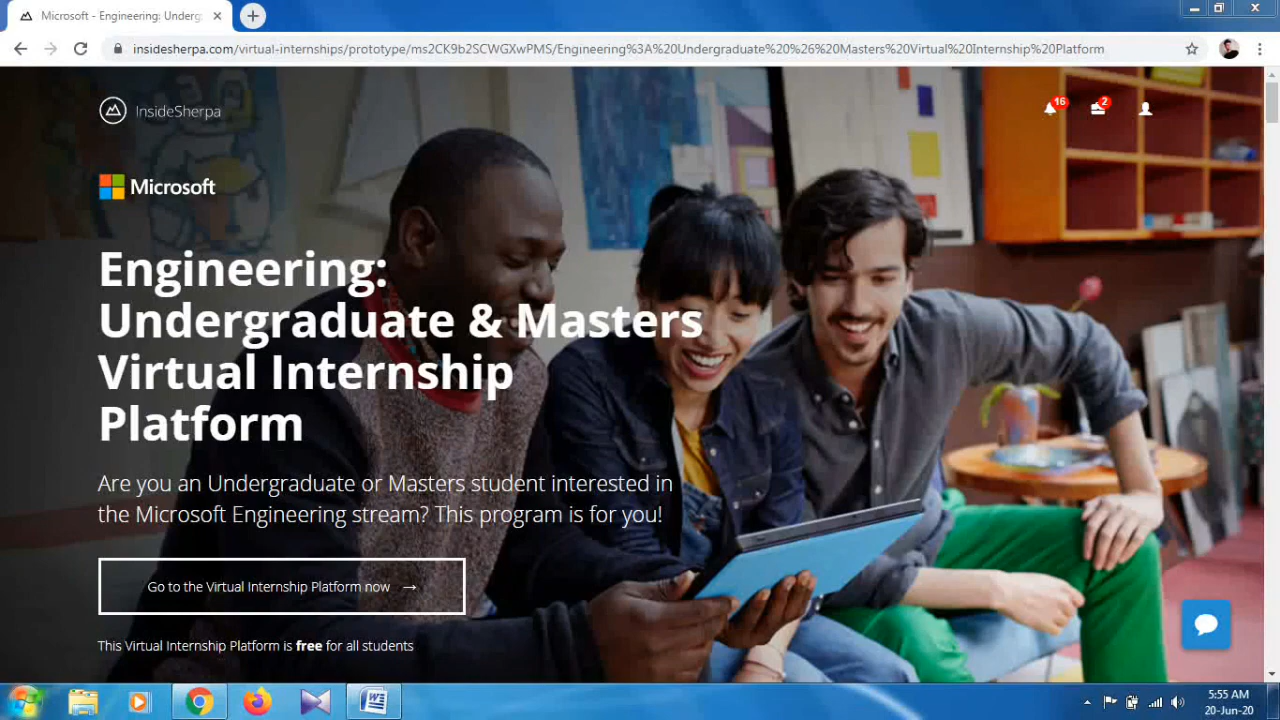 Microsoft - Engineering: Underg
insidesherpa.com/virtual-internships/prototype/ms2CK9b2SCWGXwPMS/Engineering%3A%20Undergraduate%20%26%20Masters%20Virtual%20Internship%20Platform
InsideSherpa
16
2
Microsoft
Engineering:
Undergraduate & Masters
Virtual Internship
Platform
Are you an Undergraduate or Masters student interested in
the Microsoft Engineering stream? This program is for you!
Go to the Virtual Internship Platform now →
This Virtual Internship Platform is free for all students
5:55 AM
20-Jun-20